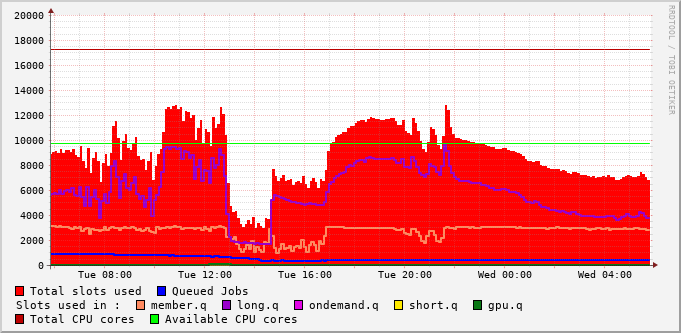 20000
18000
16000
14000
12000
10000
8000
6000
4000
2000
0
Tue 08:00 Tue 12:00 Tue 16:00 Tue 20:00 Wed 00:00 Wed 04:00
RRDTOOL / TOBI OETIKER
Total slots used Queued Jobs
Slots used in : member.q long.q ondemand.q short.q gpu.q
Total CPU cores Available CPU cores